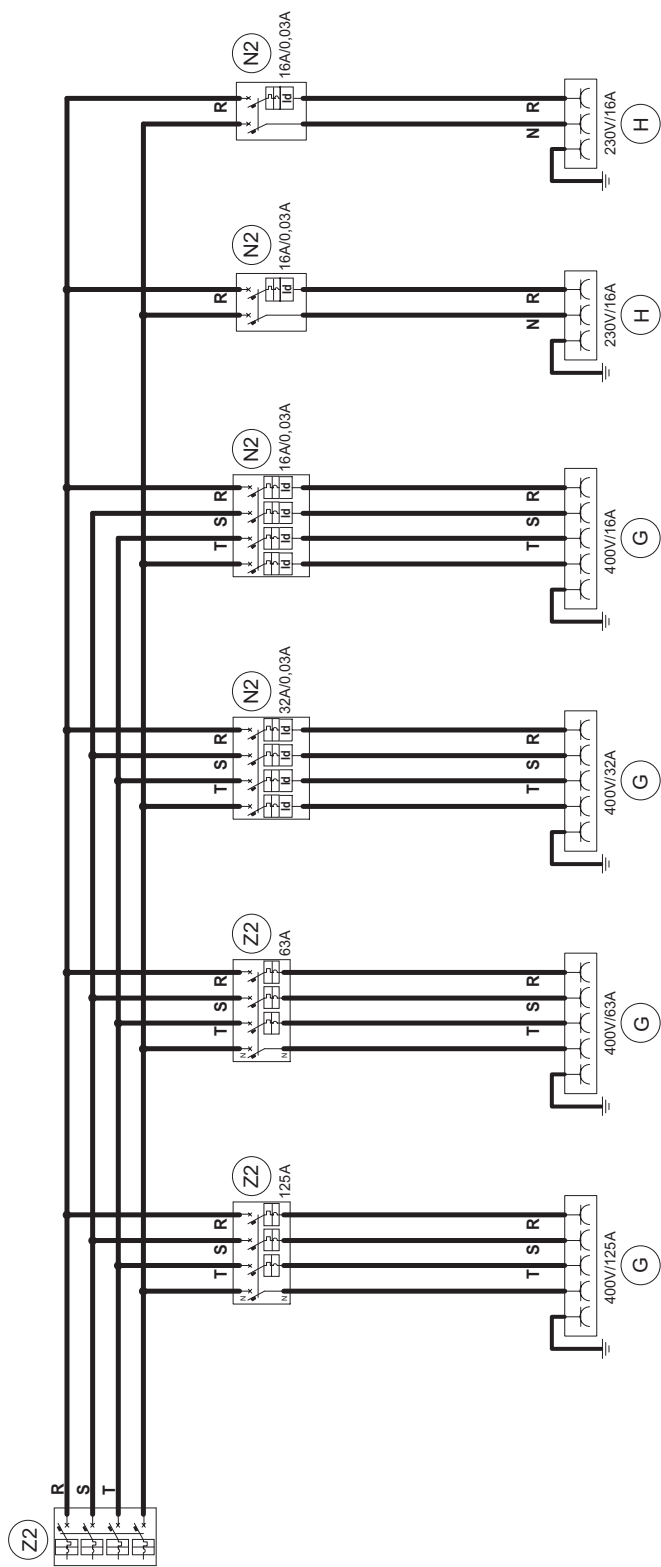 Z2
R
S
T
T S R
Z2
N
N
125A
T S R
400V/125A
G
T S R
Z2
N
N
63A
T S R
400V/63A
G
T S R
N2
Id Id Id Id
32A/0,03A
T S R
400V/32A
G
T S R
N2
Id Id Id Id
16A/0,03A
T S R
400V/16A
G
R
N2
Id
16A/0,03A
N R
230V/16A
H
R
N2
Id
16A/0,03A
N R
230V/16A
H